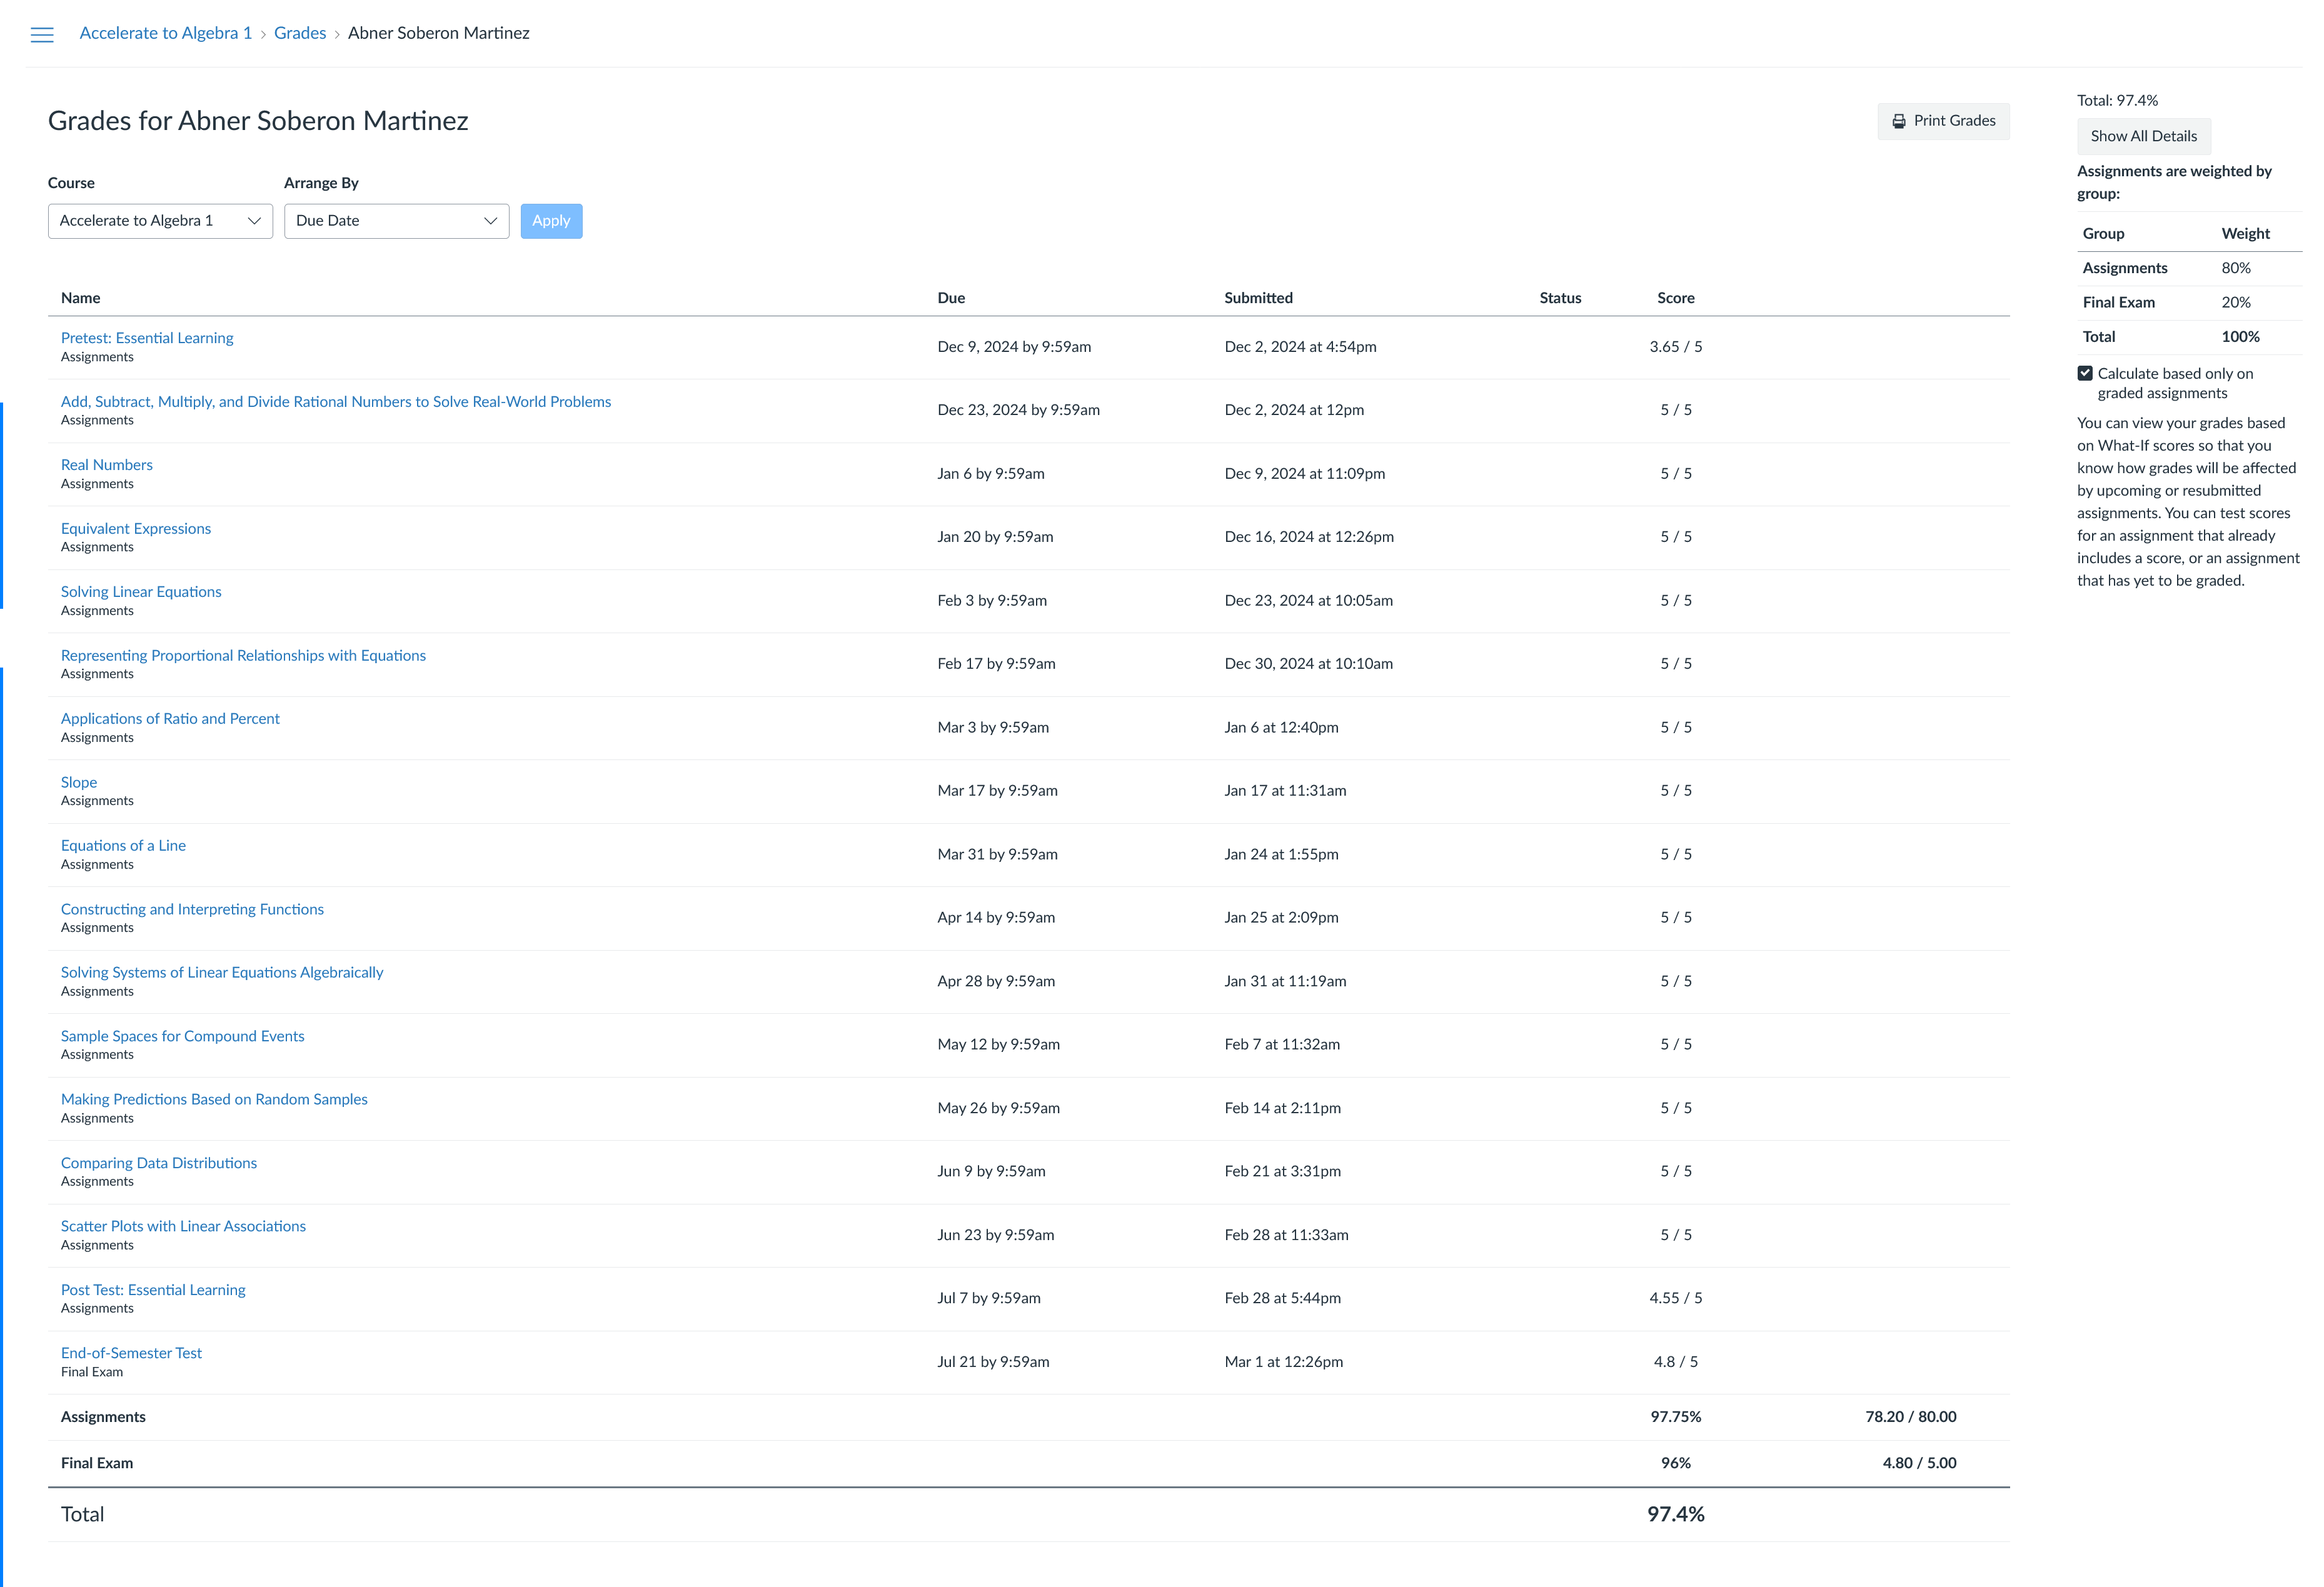 Accelerate to Algebra 1 › Grades › Abner Soberon Martinez
Grades for Abner Soberon Martinez
Print Grades
Course
Arrange By
Accelerate to Algebra 1
Due Date
Apply
Name Due Submitted Status Score
Pretest: Essential Learning
Assignments
Dec 9, 2024 by 9:59am Dec 2, 2024 at 4:54pm 3.65 / 5
Add, Subtract, Multiply, and Divide Rational Numbers to Solve Real-World Problems
Assignments
Dec 23, 2024 by 9:59am Dec 2, 2024 at 12pm 5 / 5
Real Numbers
Assignments
Jan 6 by 9:59am Dec 9, 2024 at 11:09pm 5 / 5
Equivalent Expressions
Assignments
Jan 20 by 9:59am Dec 16, 2024 at 12:26pm 5 / 5
Solving Linear Equations
Assignments
Feb 3 by 9:59am Dec 23, 2024 at 10:05am 5 / 5
Representing Proportional Relationships with Equations
Assignments
Feb 17 by 9:59am Dec 30, 2024 at 10:10am 5 / 5
Applications of Ratio and Percent
Assignments
Mar 3 by 9:59am Jan 6 at 12:40pm 5 / 5
Slope
Assignments
Mar 17 by 9:59am Jan 17 at 11:31am 5 / 5
Equations of a Line
Assignments
Mar 31 by 9:59am Jan 24 at 1:55pm 5 / 5
Constructing and Interpreting Functions
Assignments
Apr 14 by 9:59am Jan 25 at 2:09pm 5 / 5
Solving Systems of Linear Equations Algebraically
Assignments
Apr 28 by 9:59am Jan 31 at 11:19am 5 / 5
Sample Spaces for Compound Events
Assignments
May 12 by 9:59am Feb 7 at 11:32am 5 / 5
Making Predictions Based on Random Samples
Assignments
May 26 by 9:59am Feb 14 at 2:11pm 5 / 5
Comparing Data Distributions
Assignments
Jun 9 by 9:59am Feb 21 at 3:31pm 5 / 5
Scatter Plots with Linear Associations
Assignments
Jun 23 by 9:59am Feb 28 at 11:33am 5 / 5
Post Test: Essential Learning
Assignments
Jul 7 by 9:59am Feb 28 at 5:44pm 4.55 / 5
End-of-Semester Test
Final Exam
Jul 21 by 9:59am Mar 1 at 12:26pm 4.8 / 5
Assignments 97.75% 78.20 / 80.00
Final Exam 96% 4.80 / 5.00
Total 97.4%
Total: 97.4%
Show All Details
Assignments are weighted by
group:
Group Weight
Assignments 80%
Final Exam 20%
Total 100%
Calculate based only on
graded assignments
You can view your grades based
on What-If scores so that you
know how grades will be affected
by upcoming or resubmitted
assignments. You can test scores
for an assignment that already
includes a score, or an assignment
that has yet to be graded.